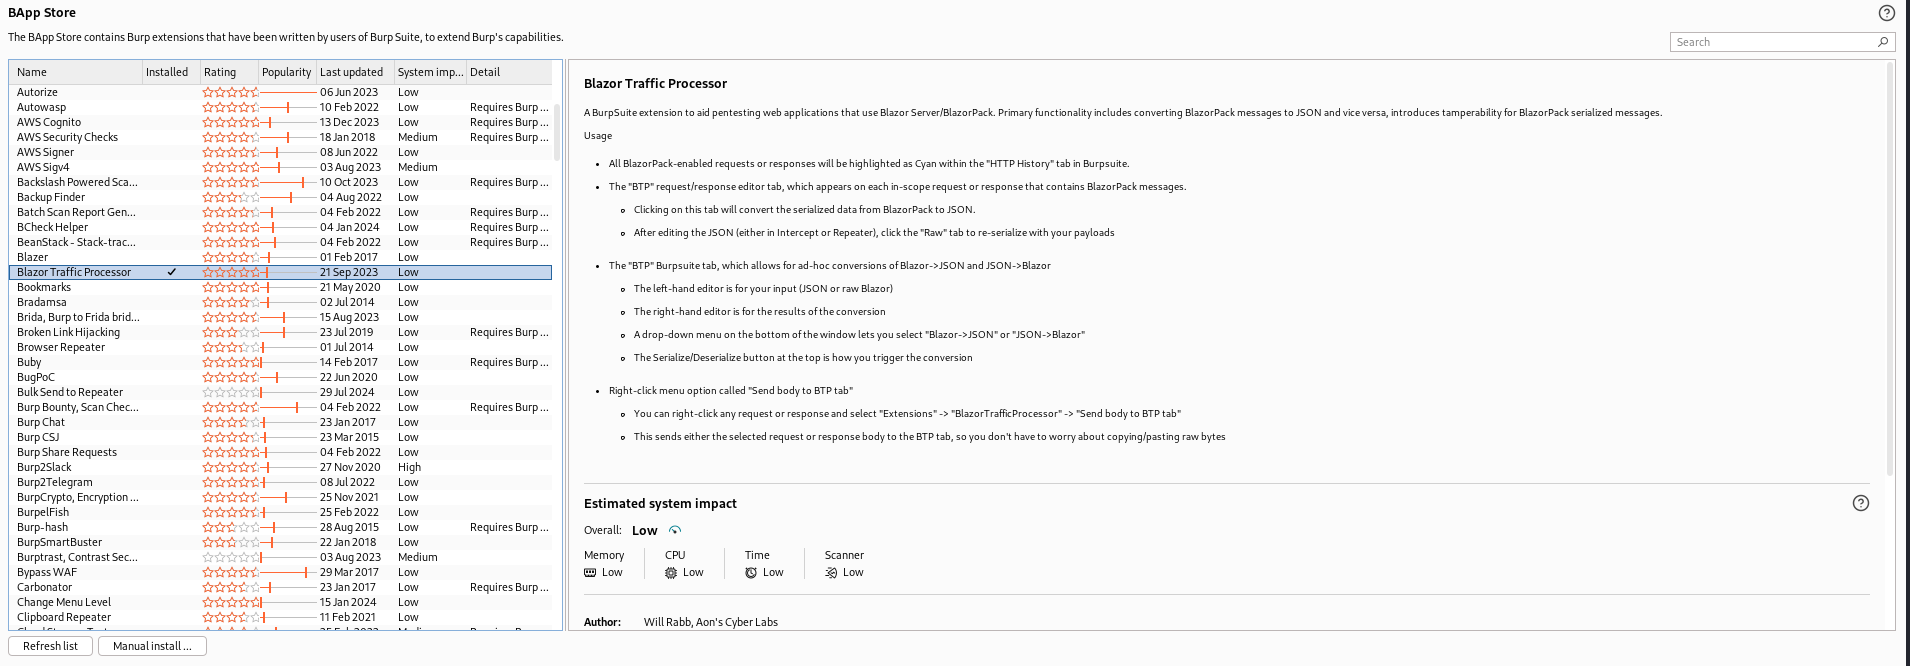 BApp Store
The BApp Store contains Burp extensions that have been written by users of Burp Suite, to extend Burp's capabilities.
Search
Name Installed Rating Popularity Last updated System imp... Detail
Autorize 06 Jun 2023 Low
Autowasp 10 Feb 2022 Low Requires Burp ...
AWS Cognito 13 Dec 2023 Low Requires Burp ...
AWS Security Checks 18 Jan 2018 Medium Requires Burp ...
AWS Signer 08 Jun 2022 Low
AWS Sigv4 03 Aug 2023 Medium
Backslash Powered Sca... 10 Oct 2023 Low Requires Burp ...
Backup Finder 04 Aug 2022 Low
Batch Scan Report Gen... 04 Feb 2022 Low Requires Burp ...
BCheck Helper 04 Jan 2024 Low Requires Burp ...
BeanStack - Stack-trac... 04 Feb 2022 Low Requires Burp ...
Blazer 01 Feb 2017 Low
Blazor Traffic Processor 21 Sep 2023 Low
Bookmarks 21 May 2020 Low
Bradamsa 02 Jul 2014 Low
Brida, Burp to Frida brid... 15 Aug 2023 Low
Broken Link Hijacking 23 Jul 2019 Low Requires Burp ...
Browser Repeater 01 Jul 2014 Low
Buby 14 Feb 2017 Low Requires Burp ...
BugPoC 22 Jun 2020 Low
Bulk Send to Repeater 29 Jul 2024 Low
Burp Bounty, Scan Chec... 04 Feb 2022 Low Requires Burp ...
Burp Chat 23 Jan 2017 Low
Burp CSJ 23 Mar 2015 Low
Burp Share Requests 04 Feb 2022 Low
Burp2Slack 27 Nov 2020 High
Burp2Telegram 08 Jul 2022 Low
BurpCrypto, Encryption ... 25 Nov 2021 Low
BurpelFish 25 Feb 2022 Low
Burp-hash 28 Aug 2015 Low Requires Burp ...
BurpSmartBuster 22 Jan 2018 Low
Burptrast, Contrast Sec... 03 Aug 2023 Medium
Bypass WAF 29 Mar 2017 Low
Carbonator 23 Jan 2017 Low Requires Burp ...
Change Menu Level 15 Jan 2024 Low
Clipboard Repeater 11 Feb 2021 Low
Refresh list Manual install ...
Blazor Traffic Processor
A BurpSuite extension to aid pentesting web applications that use Blazor Server/BlazorPack. Primary functionality includes converting BlazorPack messages to JSON and vice versa, introduces tamperability for BlazorPack serialized messages.
Usage
• All BlazorPack-enabled requests or responses will be highlighted as Cyan within the "HTTP History" tab in Burpsuite.
• The "BTP" request/response editor tab, which appears on each in-scope request or response that contains BlazorPack messages.
Clicking on this tab will convert the serialized data from BlazorPack to JSON.
After editing the JSON (either in Intercept or Repeater), click the "Raw" tab to re-serialize with your payloads
• The "BTP" Burpsuite tab, which allows for ad-hoc conversions of Blazor->JSON and JSON->Blazor
The left-hand editor is for your input (JSON or raw Blazor)
The right-hand editor is for the results of the conversion
A drop-down menu on the bottom of the window lets you select "Blazor->JSON" or "JSON->Blazor"
The Serialize/Deserialize button at the top is how you trigger the conversion
• Right-click menu option called "Send body to BTP tab"
You can right-click any request or response and select "Extensions" -> "BlazorTrafficProcessor" -> "Send body to BTP tab"
This sends either the selected request or response body to the BTP tab, so you don't have to worry about copying/pasting raw bytes
Estimated system impact
Overall: Low
Memory CPU Time Scanner
Low Low Low Low
Author: Will Rabb, Aon's Cyber Labs